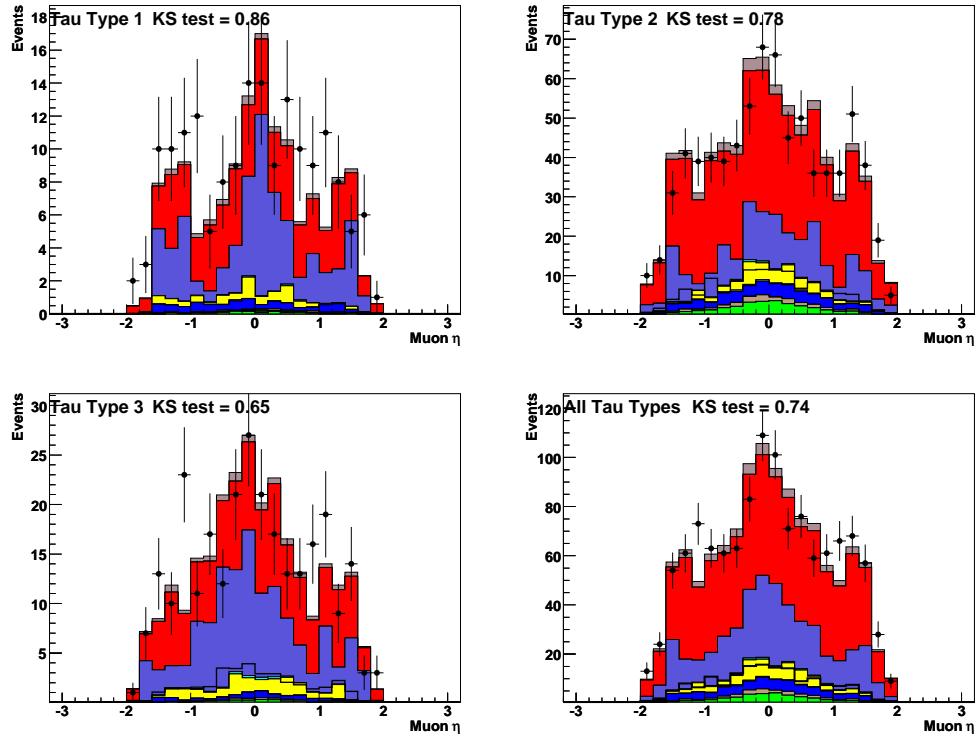 Tau Type 1 KS test = 0.86
Events
18
16
14
12
10
8
6
4
2
0
-3 -2 -1 0 1 2 3
Muon η
Tau Type 2 KS test = 0.78
Events
70
60
50
40
30
20
10
-3 -2 -1 0 1 2 3
Muon η
Tau Type 3 KS test = 0.65
Events
30
25
20
15
10
5
-3 -2 -1 0 1 2 3
Muon η
All Tau Types KS test = 0.74
Events
120
100
80
60
40
20
-3 -2 -1 0 1 2 3
Muon η